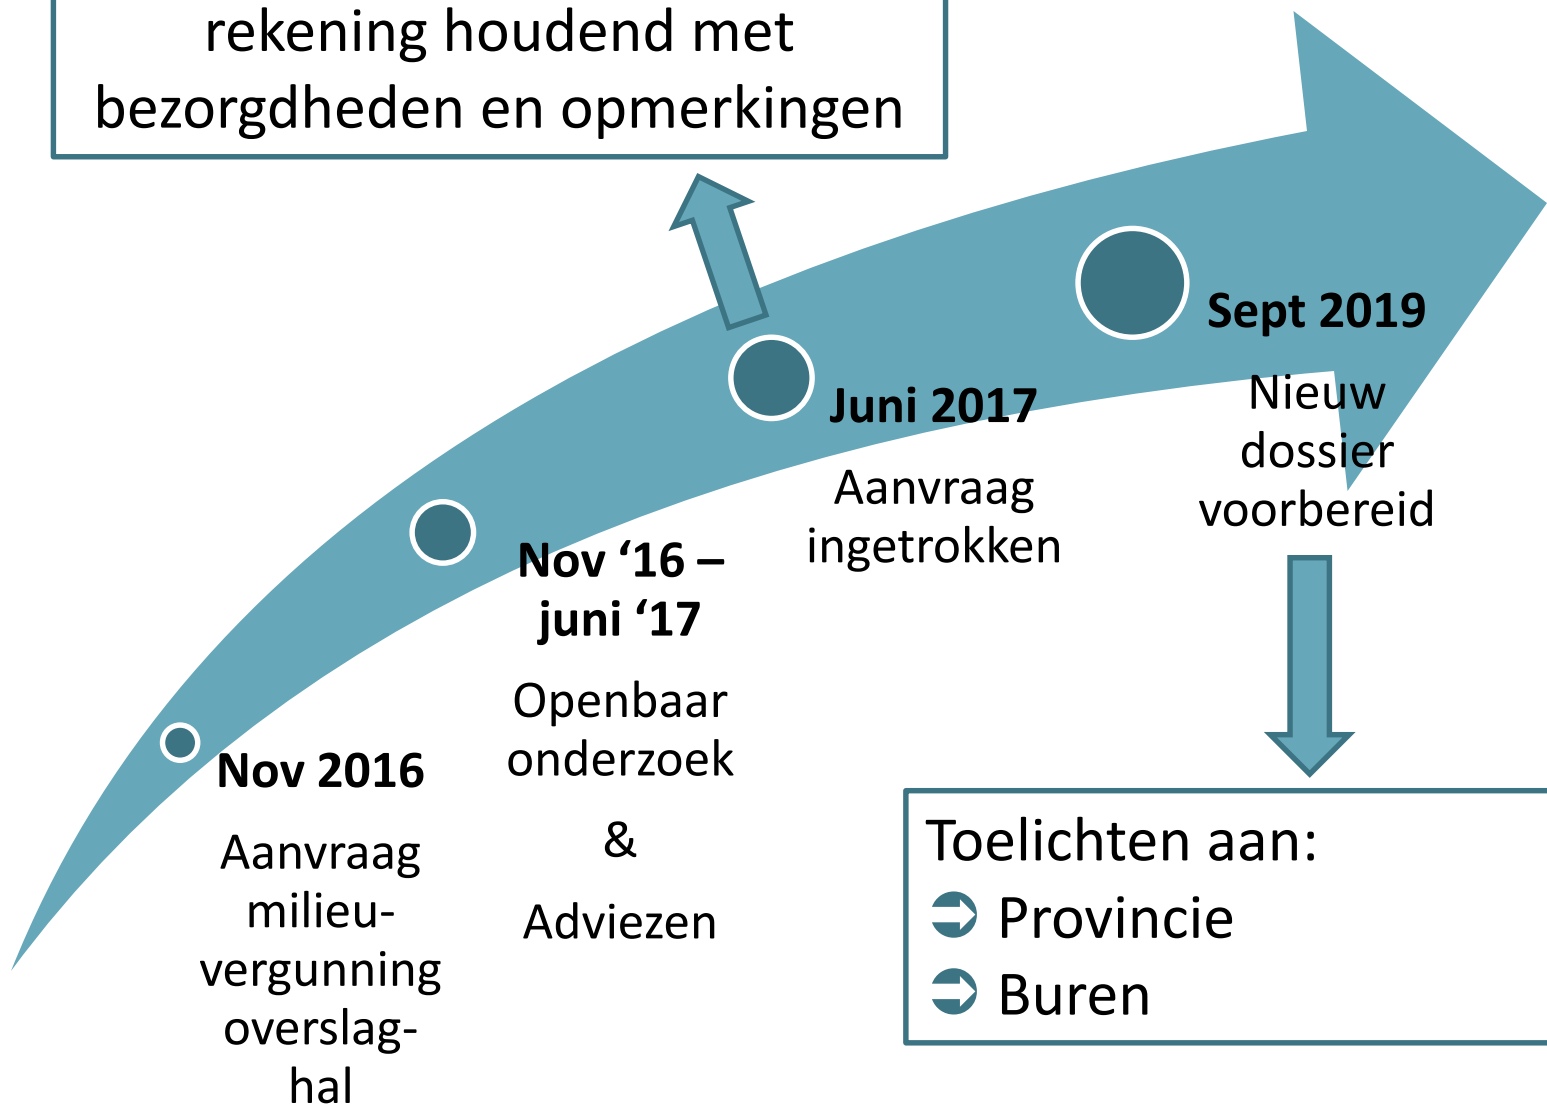 rekening houdend met
bezorgdheden en opmerkingen
Nov 2016
Aanvraag
milieu-
vergunning
overslag-
hal
Nov ‘16 –
juni ‘17
Openbaar
onderzoek
&
Adviezen
Juni 2017
Aanvraag
ingetrokken
Sept 2019
Nieuw
dossier
voorbereid
Toelichten aan:
Provincie
Buren